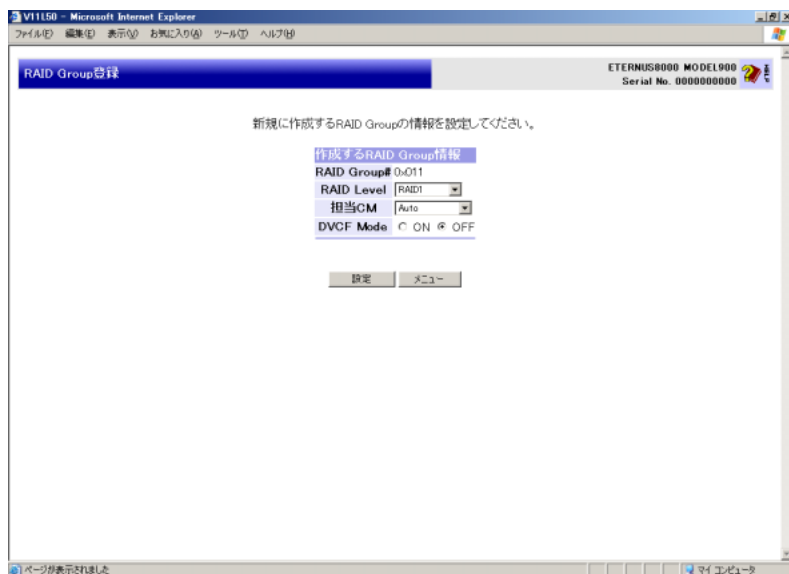 V11L50 - Microsoft Internet Explorer
ファイル(F) 編集(E) 表示(V) お気に入り(A) ツール(T) ヘルプ(H)
RAID Group登録
ETERNUS8000 MODEL900
Serial No. 0000000000
HELP
新規に作成するRAID Groupの情報を設定してください。
作成するRAID Group情報
RAID Group# 0x011
RAID Level RAID1
担当CM Auto
DVCF Mode ON OFF
設定 メニュー
ページが表示されました マイ コンピュータ